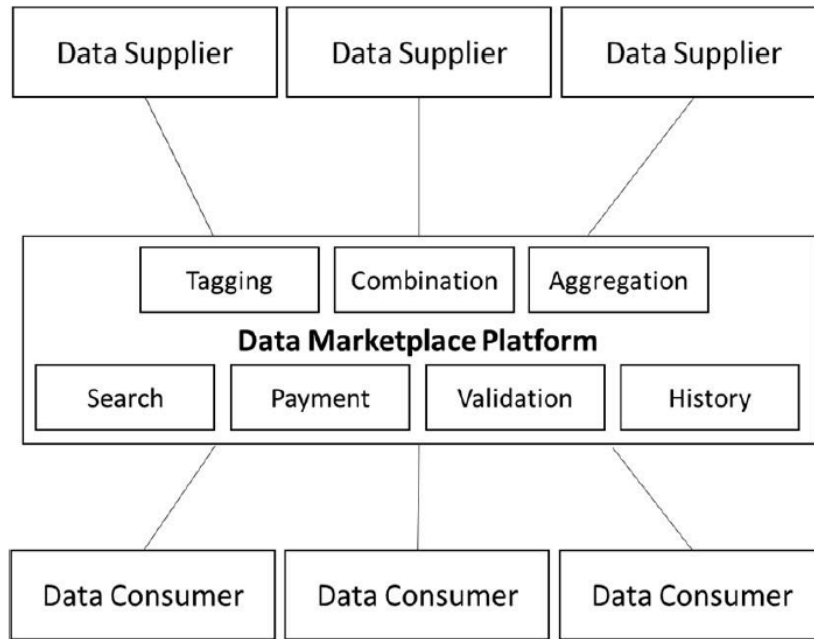 Data Supplier
Data Supplier
Data Supplier
Tagging
Combination
Aggregation
Data Marketplace Platform
Search
Payment
Validation
History
Data Consumer
Data Consumer
Data Consumer